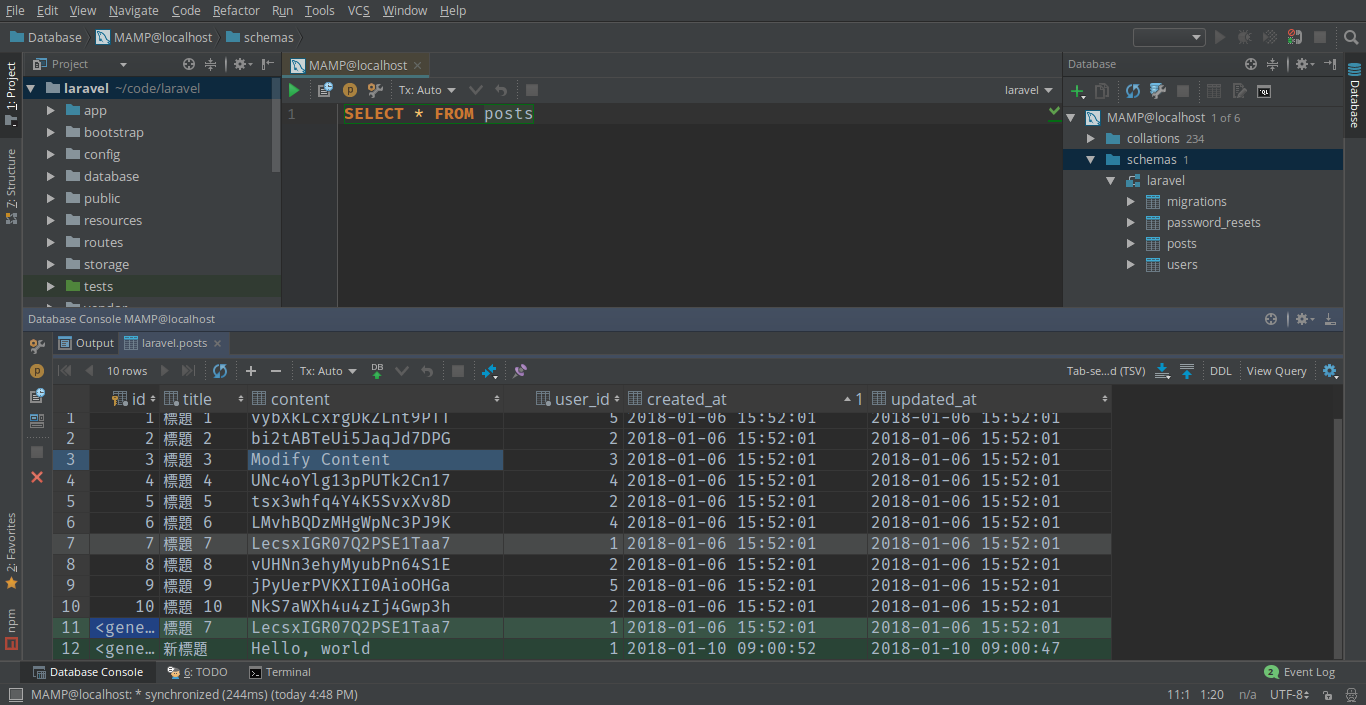 File Edit View Navigate Code Refactor Run Tools VCS Window Help
Database MAMP@localhost schemas
1: Project
7: Structure
2: Favorites
npm
Project
laravel ~/code/laravel
app
bootstrap
config
database
public
resources
routes
storage
tests
vendor
MAMP@localhost
Tx: Auto laravel
1 SELECT * FROM posts
Database
MAMP@localhost 1 of 6
collations 234
schemas 1
laravel
migrations
password_resets
posts
users
Database
Database Console MAMP@localhost
Output laravel.posts
10 rows Tx: Auto DB Tab-se...d (TSV) DDL View Query
id title content user_id created_at 1 updated_at
1 1 標題 1 vybXkLcxrgDkZLht9PTT 5 2018-01-06 15:52:01 2018-01-06 15:52:01
2 2 標題 2 bi2tABTeUi5JaqJd7DPG 2 2018-01-06 15:52:01 2018-01-06 15:52:01
3 3 標題 3 Modify Content 3 2018-01-06 15:52:01 2018-01-06 15:52:01
4 4 標題 4 UNc4oYlg13pPUTk2Cn17 4 2018-01-06 15:52:01 2018-01-06 15:52:01
5 5 標題 5 tsx3whfq4Y4K5SvxXv8D 2 2018-01-06 15:52:01 2018-01-06 15:52:01
6 6 標題 6 LMvhBQDzMHgWpNc3PJ9K 4 2018-01-06 15:52:01 2018-01-06 15:52:01
7 7 標題 7 LecsxIGR07Q2PSE1Taa7 1 2018-01-06 15:52:01 2018-01-06 15:52:01
8 8 標題 8 vUHNn3ehyMyubPn64S1E 2 2018-01-06 15:52:01 2018-01-06 15:52:01
9 9 標題 9 jPyUerPVKXII0AioOHGa 5 2018-01-06 15:52:01 2018-01-06 15:52:01
10 10 標題 10 NkS7aWXh4u4zIj4Gwp3h 2 2018-01-06 15:52:01 2018-01-06 15:52:01
11 <gene... 標題 7 LecsxIGR07Q2PSE1Taa7 1 2018-01-06 15:52:01 2018-01-06 15:52:01
12 <gene... 新標題 Hello, world 1 2018-01-10 09:00:52 2018-01-10 09:00:47
Database Console 6: TODO Terminal 2 Event Log
MAMP@localhost: * synchronized (244ms) (today 4:48 PM) 11:1 1:20 n/a UTF-8